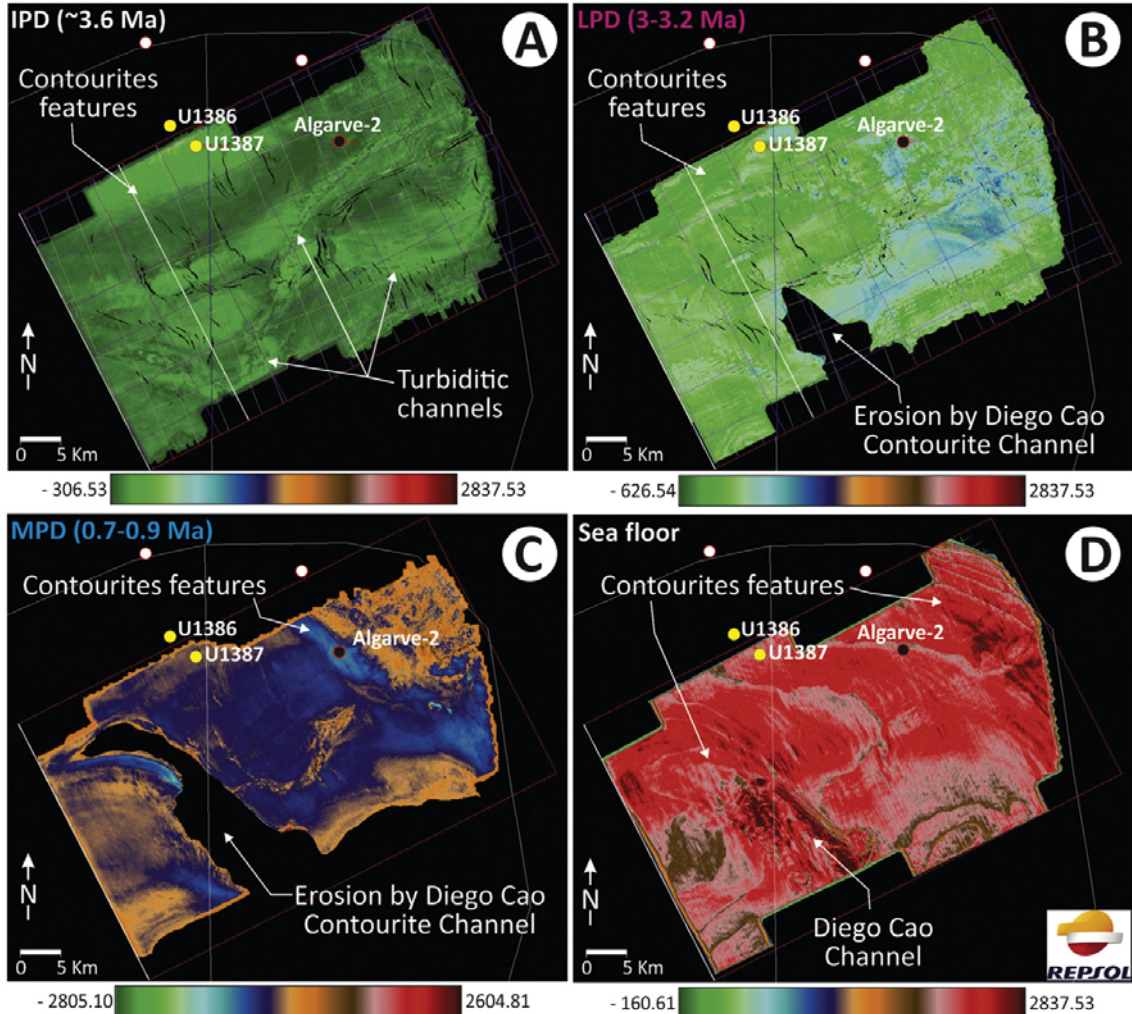 IPD (~3.6 Ma)
A
Contourites
features
U1386
U1387
Algarve-2
Turbiditic
channels
N
0 5 Km
- 306.53
2837.53
LPD (3-3.2 Ma)
B
Contourites
features
U1386
U1387
Algarve-2
Erosion by Diego Cao
Contourite Channel
N
0 5 Km
- 626.54
2837.53
MPD (0.7-0.9 Ma)
C
Contourites features
U1386
U1387
Algarve-2
Erosion by Diego Cao
Contourite Channel
N
0 5 Km
- 2805.10
2604.81
Sea floor
D
Contourites features
U1386
U1387
Algarve-2
Diego Cao
Channel
N
0 5 Km
REPSOL
- 160.61
2837.53